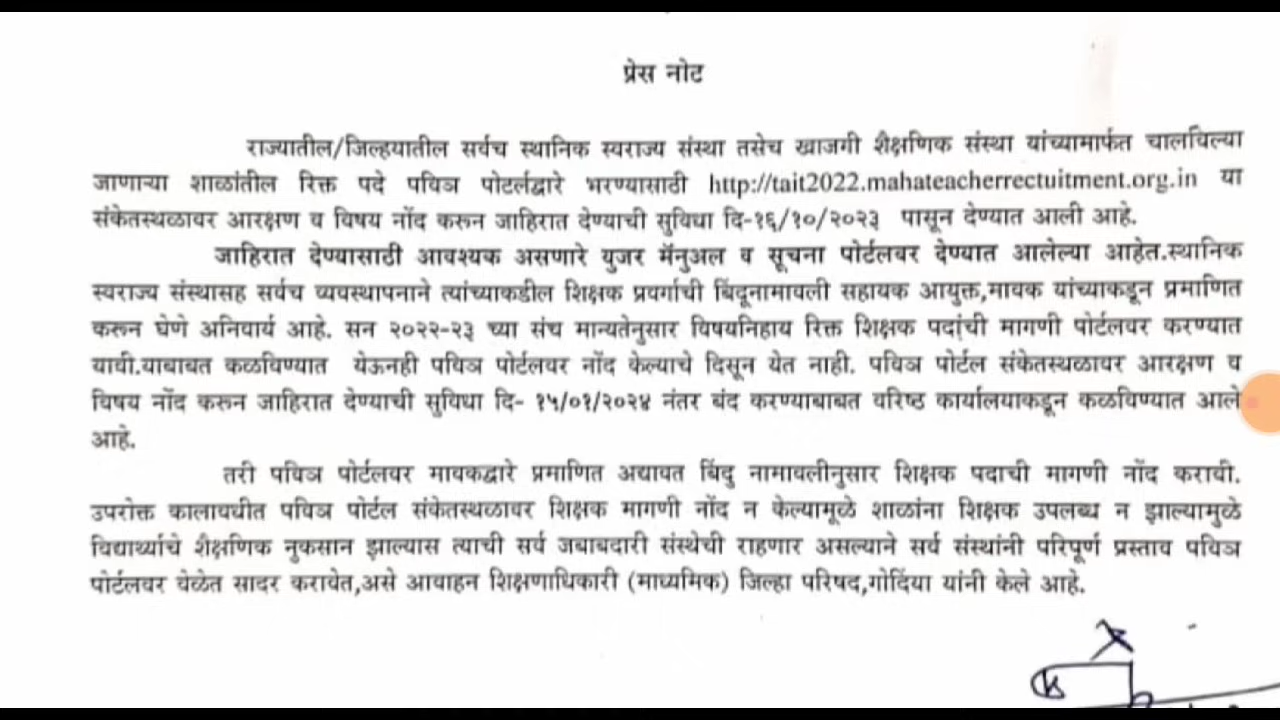 प्रेस नोट
राज्यातील/जिल्हयातील सर्वच स्थानिक स्वराज्य संस्था तसेच खाजगी शैक्षणिक संस्था यांच्यामार्फत चालविल्या
जाणाऱ्या शाळांतील रिक्त पदे पवित्र पोटर्लद्वारे भरण्यासाठी http://tait2022.mahateacherrectuitment.org.in या
संकेतस्थळावर आरक्षण व विषय नोंद करून जाहिरात देण्याची सुविधा दि-१६/१०/२०२३ पासून देण्यात आली आहे.
जाहिरात देण्यासाठी आवश्यक असणारे युजर मॅनुअल व सूचना पोर्टलवर देण्यात आलेल्या आहेत.स्थानिक
स्वराज्य संस्थासह सर्वच व्यवस्थापनाने त्यांच्याकडील शिक्षक प्रवर्गाची बिंदूनामावली सहायक आयुक्त,मावक यांच्याकडून प्रमाणित
करून घेणे अनिवार्य आहे. सन २०२२-२३ च्या संच मान्यतेनुसार विषयनिहाय रिक्त शिक्षक पदांची मागणी पोर्टलवर करण्यात
यावी.याबाबत कळविण्यात येऊनही पवित्र पोर्टलवर नोंद केल्याचे दिसून येत नाही. पवित्र पोर्टल संकेतस्थळावर आरक्षण व
विषय नोंद करून जाहिरात देण्याची सुविधा दि- १५/०१/२०२४ नंतर बंद करण्याबाबत वरिष्ठ कार्यालयाकडून कळविण्यात आले
आहे.
तरी पवित्र पोर्टलवर मावकद्वारे प्रमाणित अद्यावत बिंदु नामावलीनुसार शिक्षक पदाची मागणी नोंद करावी.
उपरोक्त कालावधीत पवित्र पोर्टल संकेतस्थळावर शिक्षक मागणी नोंद न केल्यामूळे शाळांना शिक्षक उपलब्ध न झाल्यामुळे
विद्यार्थ्याचे शैक्षणिक नुकसान झाल्यास त्याची सर्व जबाबदारी संस्थेची राहणार असल्याने सर्व संस्थांनी परिपूर्ण प्रस्ताव पवित्र
पोर्टलवर वेळेत सादर करावेत,असे आवाहन शिक्षणाधिकारी (माध्यमिक) जिल्हा परिषद,गोंदिया यांनी केले आहे.